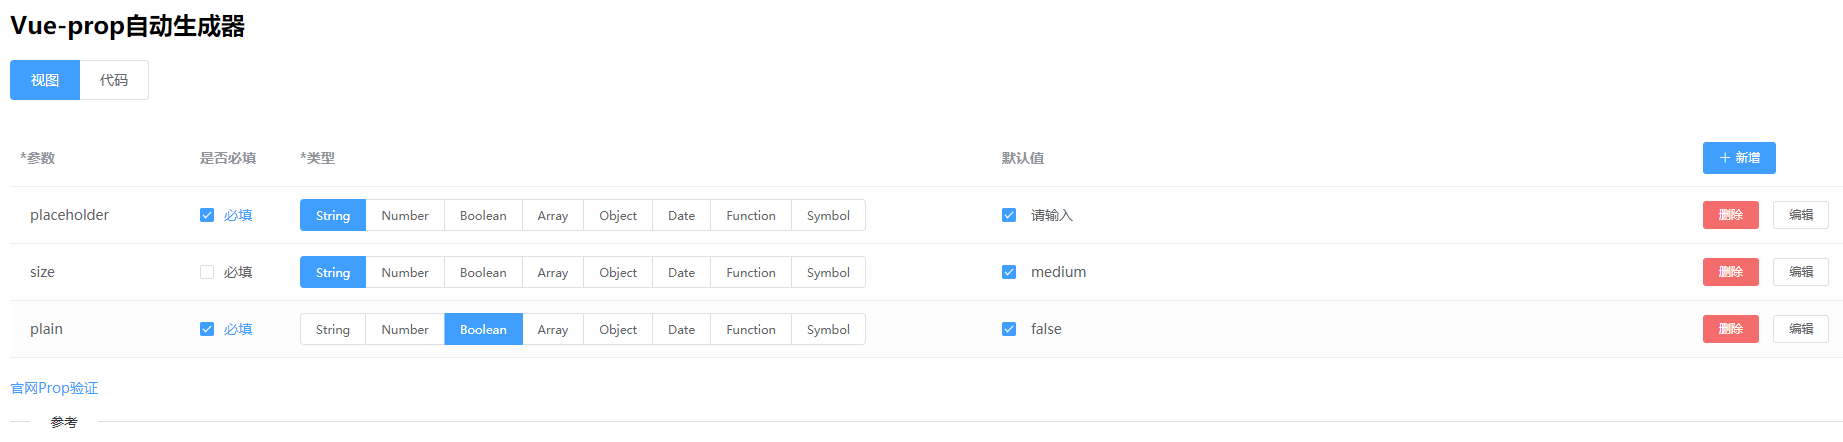 Vue-prop自动生成器
视图 代码
*参数 是否必填 *类型 默认值 + 新增
placeholder 必填 String Number Boolean Array Object Date Function Symbol 请输入 删除 编辑
size 必填 String Number Boolean Array Object Date Function Symbol medium 删除 编辑
plain 必填 String Number Boolean Array Object Date Function Symbol false 删除 编辑
官网Prop验证
参考